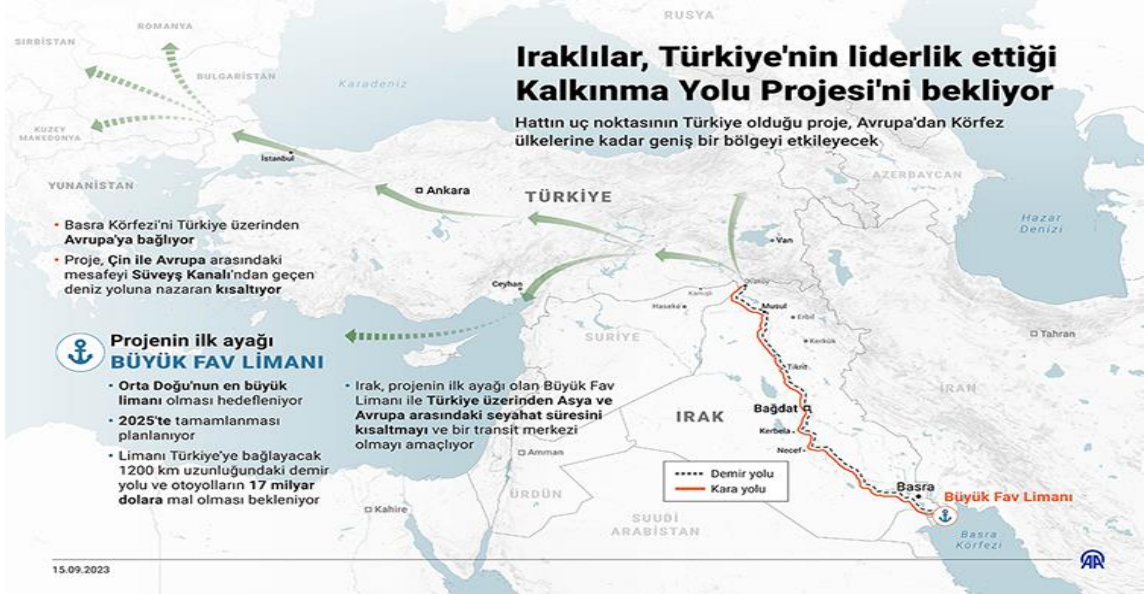 RUSYA
ROMANYA
SIRBİSTAN
BULGARİSTAN
Karadeniz
KUZEY
MAKEDONYA
YUNANİSTAN
Iraklılar, Türkiye'nin liderlik ettiği
Kalkınma Yolu Projesi'ni bekliyor
Hattın uç noktasının Türkiye olduğu proje, Avrupa'dan Körfez
ülkelerine kadar geniş bir bölgeyi etkileyecek
İstanbul
Ankara
TÜRKİYE
AZERBAYCAN
Hazar
Denizi
Van
• Basra Körfezi'ni Türkiye üzerinden
Avrupa'ya bağlıyor
• Proje, Çin ile Avrupa arasındaki
mesafeyi Süveyş Kanalı'ndan geçen
deniz yoluna nazaran kısaltıyor
Ceyhan
Ovaköy
Kamışlı
Haseke
Musul
Erbil
Kerkük
SURİYE
Tahran
Projenin ilk ayağı
BÜYÜK FAV LİMANI
• Orta Doğu'nun en büyük
limanı olması hedefleniyor
• 2025'te tamamlanması
planlanıyor
• Limanı Türkiye'ye bağlayacak
1200 km uzunluğundaki demir
yolu ve otoyolların 17 milyar
dolara mal olması bekleniyor
• Irak, projenin ilk ayağı olan Büyük Fav
Limanı ile Türkiye üzerinden Asya ve
Avrupa arasındaki seyahat süresini
kısaltmayı ve bir transit merkezi
olmayı amaçlıyor
Tikrit
İRAN
IRAK
Bağdat
Kerbela
Necef
Amman
Demir yolu
Kara yolu
ÜRDÜN
Kahire
SUUDİ
ARABİSTAN
Basra
Büyük Fav Limanı
Basra
Körfezi
15.09.2023
AA